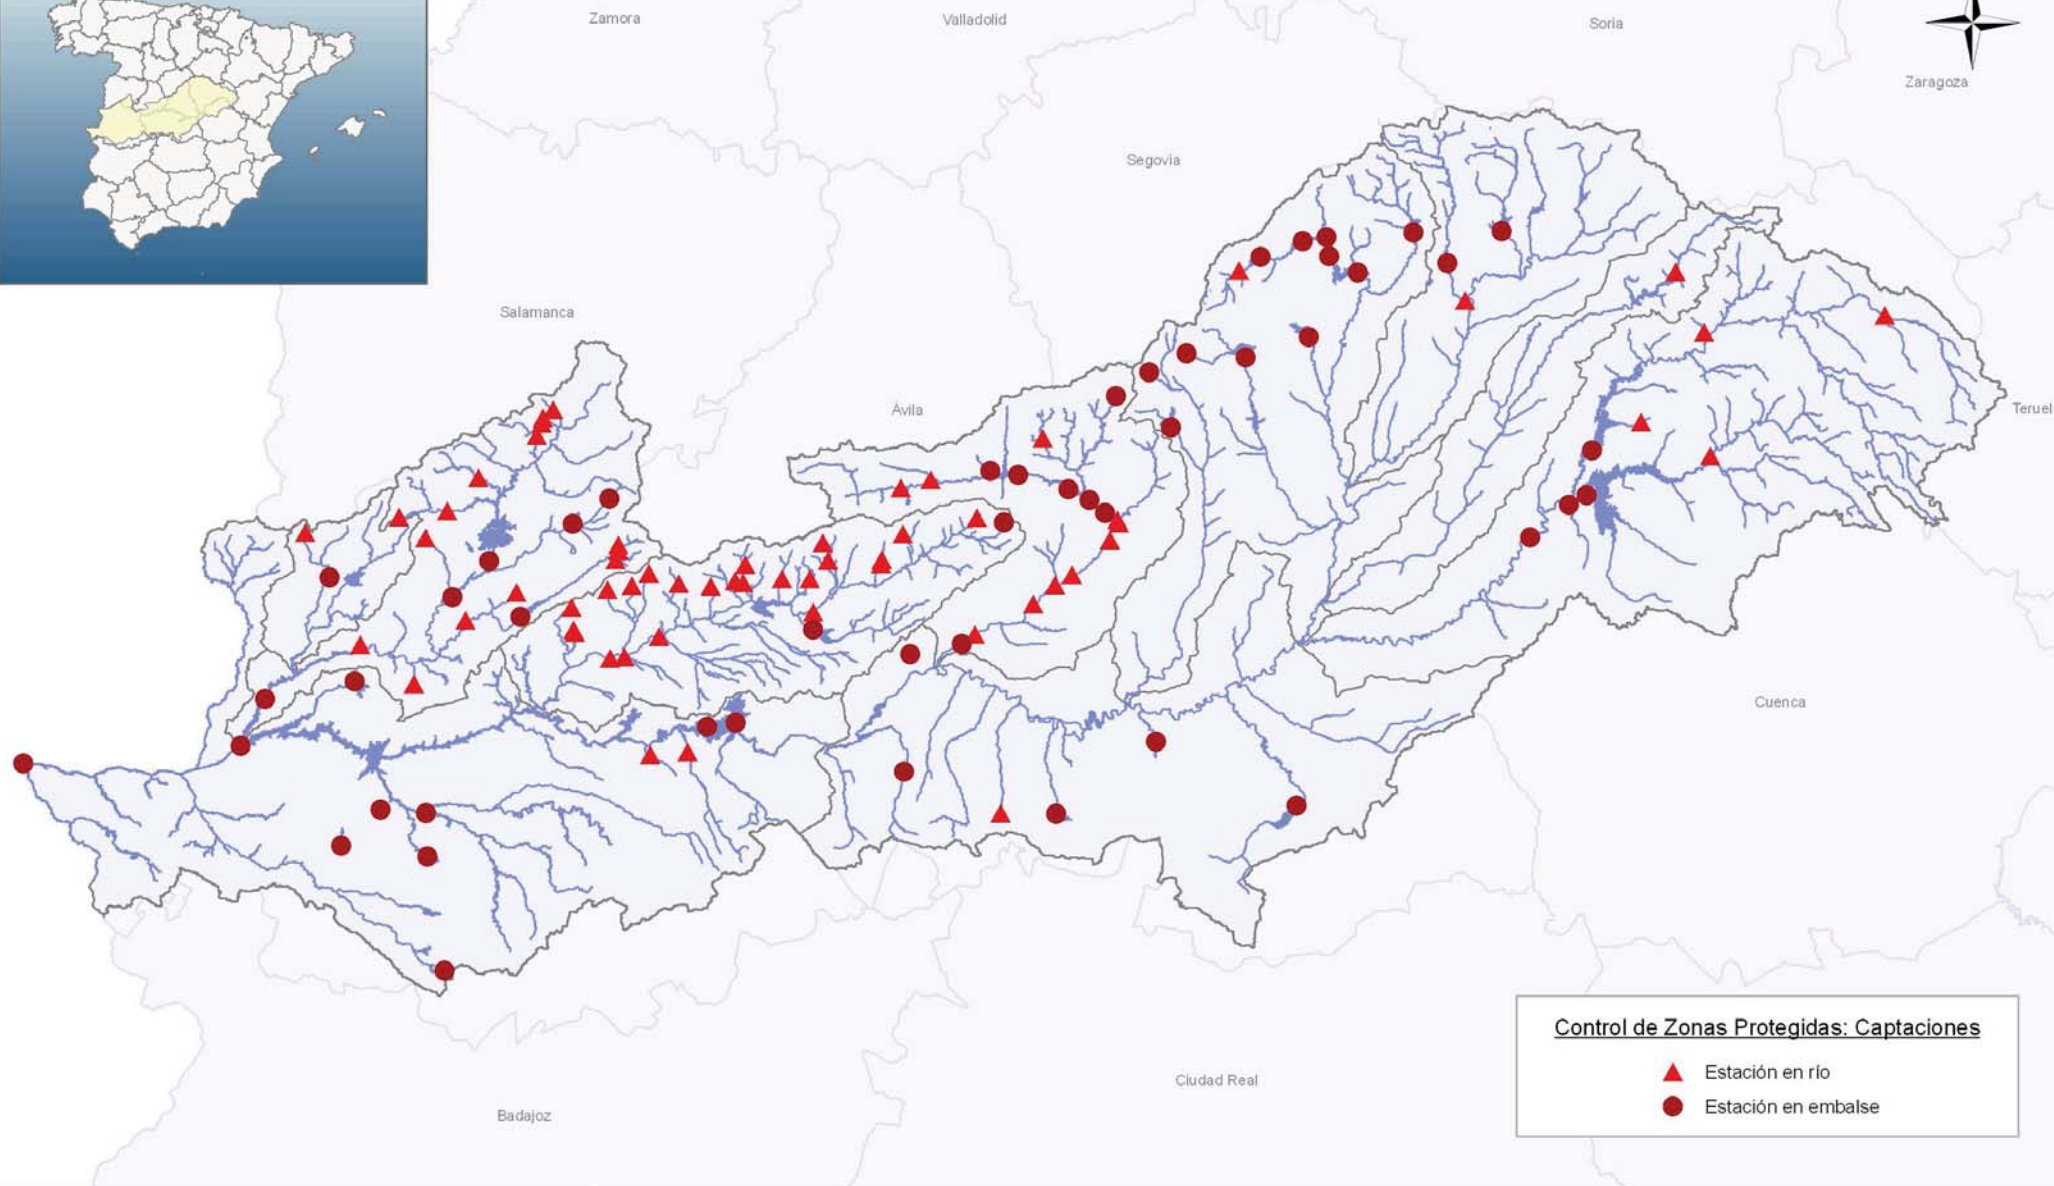 Zamora
Valladolid
Soria
Zaragoza
Segovia
Salamanca
Ávila
Teruel
Cuenca
Control de Zonas Protegidas: Captaciones
Estación en río
Estación en embalse
Ciudad Real
Badajoz